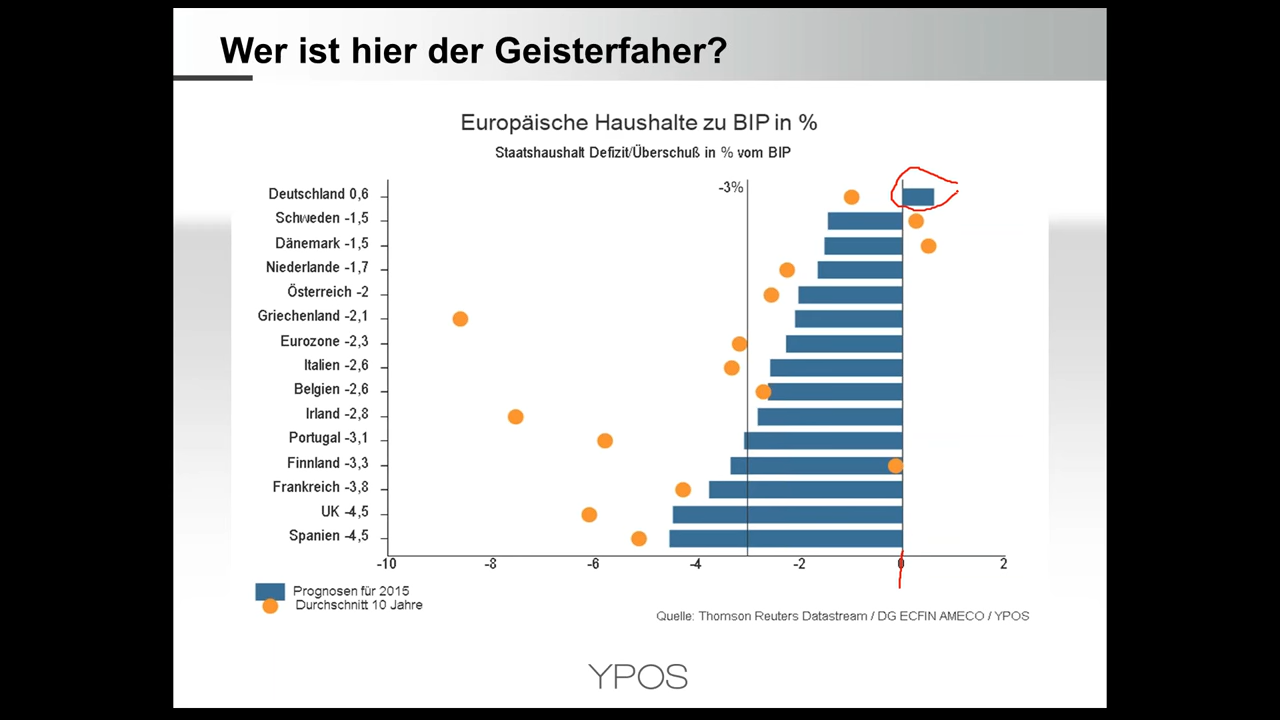 Wer ist hier der Geisterfaher?
Europäische Haushalte zu BIP in %
Staatshaushalt Defizit/Überschuß in % vom BIP
-3%
Deutschland 0,6
Schweden -1,5
Dänemark -1,5
Niederlande -1,7
Österreich -2
Griechenland -2,1
Eurozone -2,3
Italien -2,6
Belgien -2,6
Irland -2,8
Portugal -3,1
Finnland -3,3
Frankreich -3,8
UK -4,5
Spanien -4,5
-10 -8 -6 -4 -2 0 2
Prognosen für 2015
Durchschnitt 10 Jahre
Quelle: Thomson Reuters Datastream / DG ECFIN AMECO / YPOS
YPOS